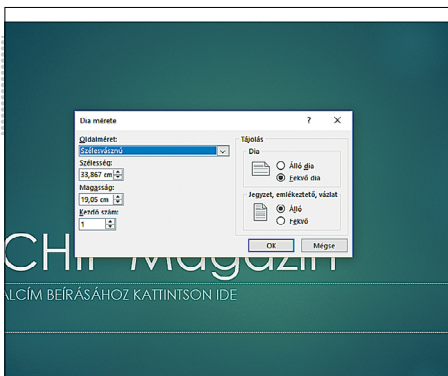 Dia mérete ? X
Oldalméret:
Szélesvásznú
Szélesség:
33,867 cm
Magasság:
19,05 cm
Kezdő szám:
1
Tájolás
Dia
Álló dia
Fekvő dia
Jegyzet, emlékeztető, vázlat
Álló
Fekvő
OK Mégse
CHIP Magazin
ALCÍM BEÍRÁSÁHOZ KATTINTSON IDE